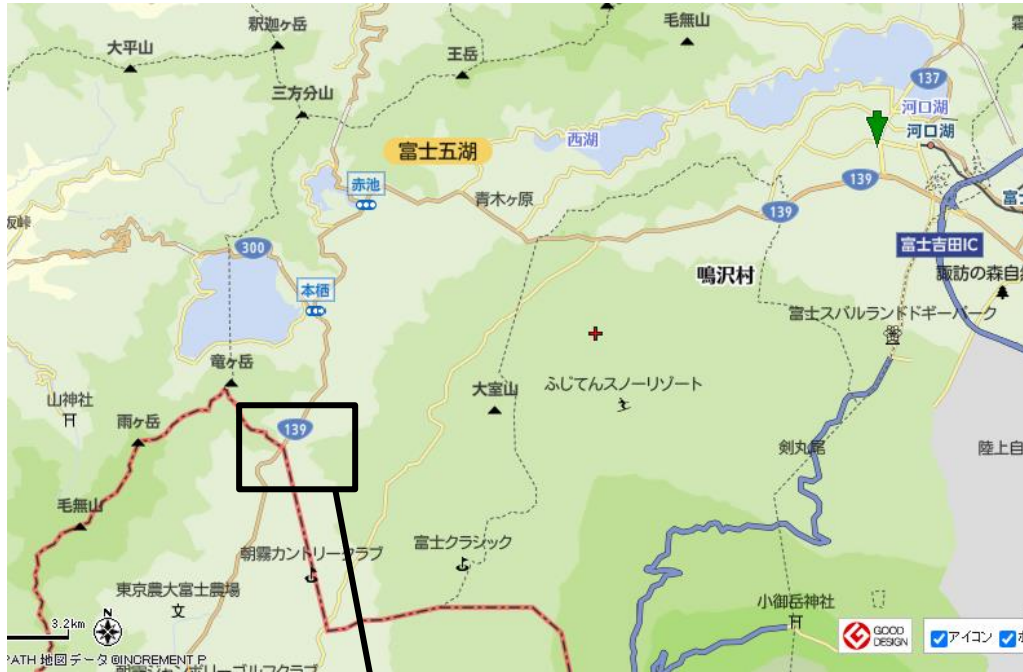 釈迦ヶ岳
毛無山
大平山
王岳
三方分山
137
河口湖
河口湖
富士五湖
西湖
赤池
139
青木ヶ原
139
300
富士吉田IC
鳴沢村
諏訪の森自
本栖
富士スバルランドドギーパーク
竜ヶ岳
大室山
ふじてんスノーリゾート
山神社
雨ヶ岳
139
剣丸尾
陸上自
毛無山
富士クラシック
朝霧カントリークラブ
東京農大富士農場
小御岳神社
3.2km
N
GOOD
DESIGN
アイコン
PATH 地図データ ©INCREMENT P